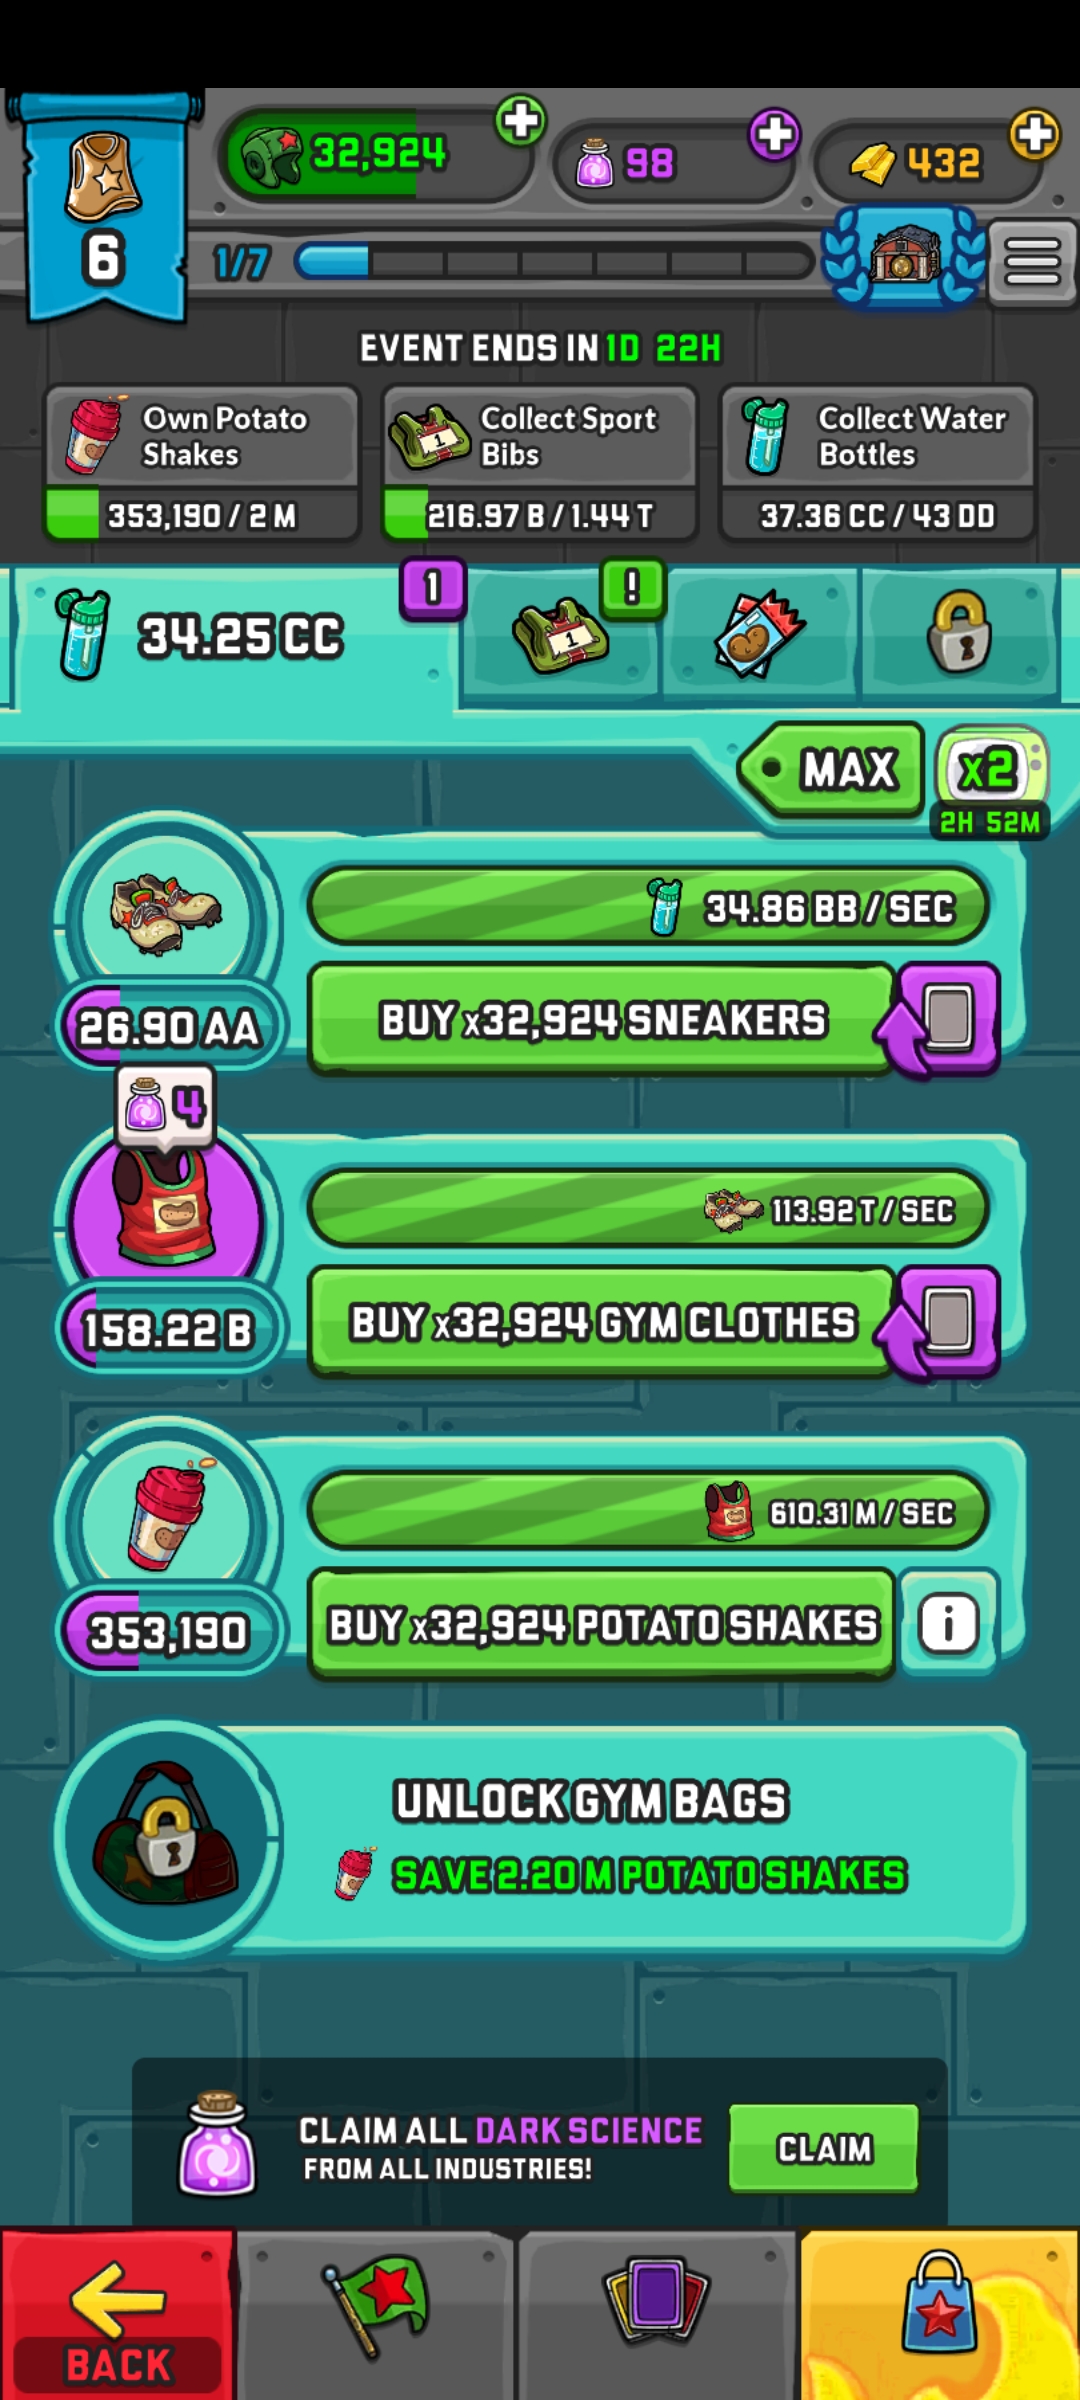 32,924
98
432
6
1/7
EVENT ENDS IN 1D 22H
Own Potato
Shakes
353,190 / 2 M
Collect Sport
Bibs
216.97 B / 1.44 T
Collect Water
Bottles
37.36 CC / 43 DD
34.25 CC
1
1
!
MAX
x2
2H 52M
34.86 BB / SEC
26.90 AA
BUY x32,924 SNEAKERS
4
113.92 T / SEC
158.22 B
BUY x32,924 GYM CLOTHES
610.31 M / SEC
353,190
BUY x32,924 POTATO SHAKES
i
UNLOCK GYM BAGS
SAVE 2.20 M POTATO SHAKES
CLAIM ALL DARK SCIENCE
FROM ALL INDUSTRIES!
CLAIM
BACK